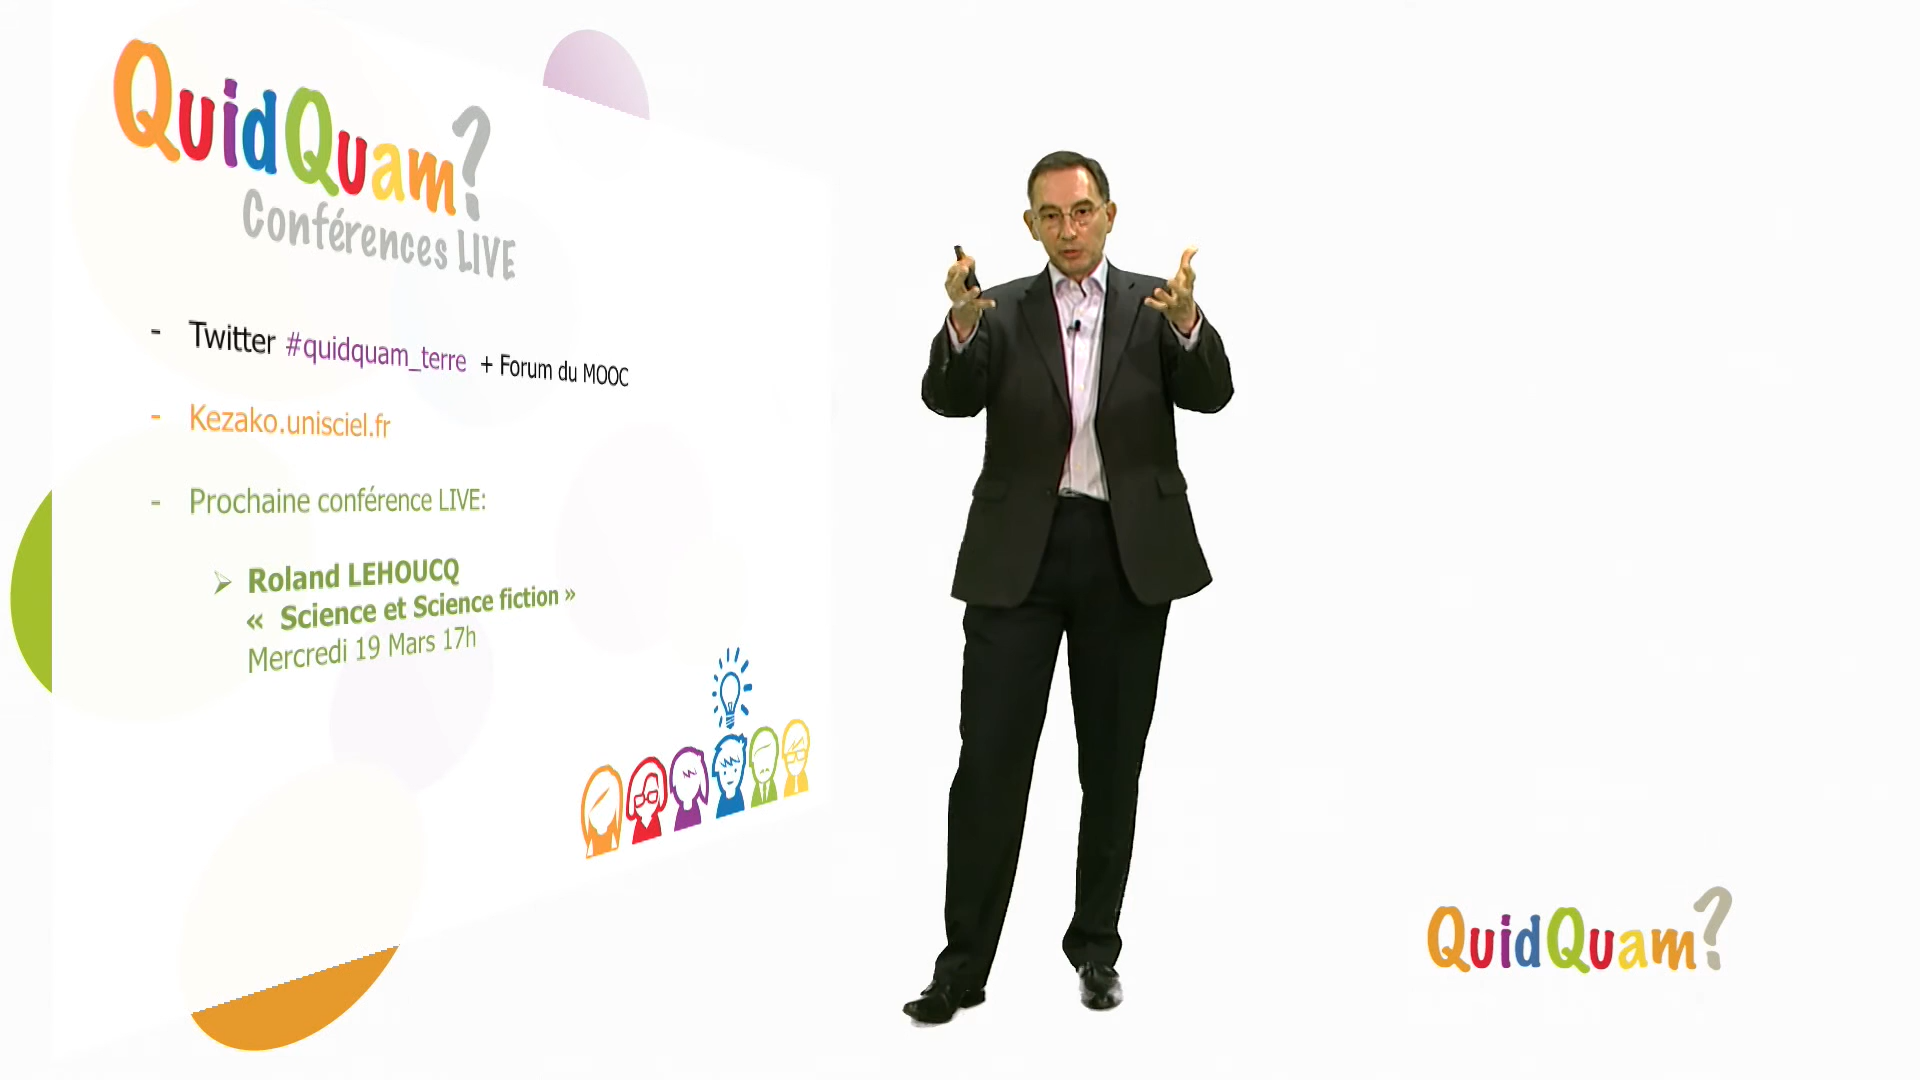 QuidQuam?
Conférences LIVE
- Twitter #quidquam_terre + Forum du MOOC
- Kezako.unisciel.fr
- Prochaine conférence LIVE:
➢ Roland LEHOUCQ
« Science et Science fiction »
Mercredi 19 Mars 17h
QuidQuam?